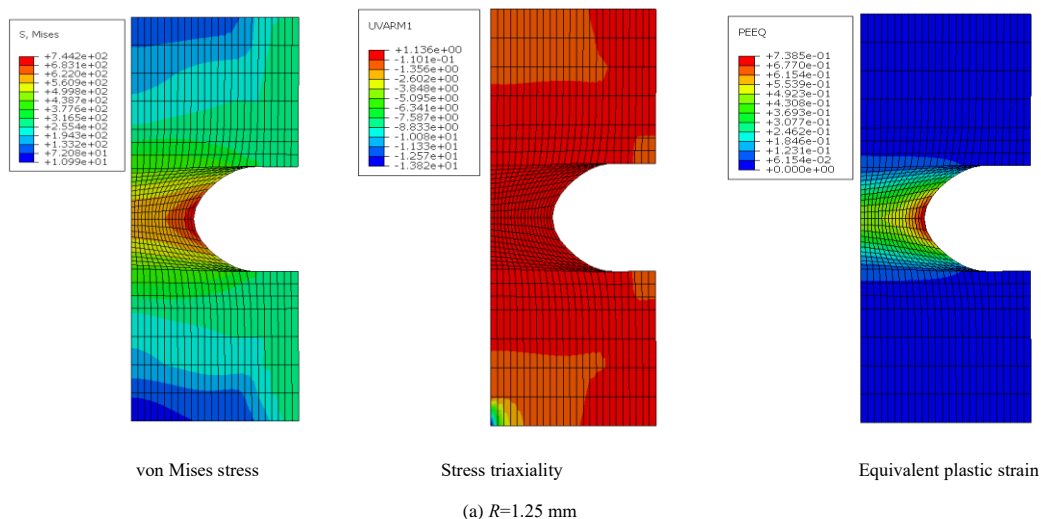 S, Mises
+7.442e+02
+6.831e+02
+6.220e+02
+5.609e+02
+4.998e+02
+4.387e+02
+3.776e+02
+3.165e+02
+2.554e+02
+1.943e+02
+1.332e+02
+7.208e+01
+1.099e+01
UVARM1
+1.136e+00
-1.101e-01
-1.356e+00
-2.602e+00
-3.848e+00
-5.095e+00
-6.341e+00
-7.587e+00
-8.833e+00
-1.008e+01
-1.133e+01
-1.257e+01
-1.382e+01
PEEQ
+7.385e-01
+6.770e-01
+6.154e-01
+5.539e-01
+4.923e-01
+4.308e-01
+3.693e-01
+3.077e-01
+2.462e-01
+1.846e-01
+1.231e-01
+6.154e-02
+0.000e+00
von Mises stress
Stress triaxiality
Equivalent plastic strain
(a) R=1.25 mm